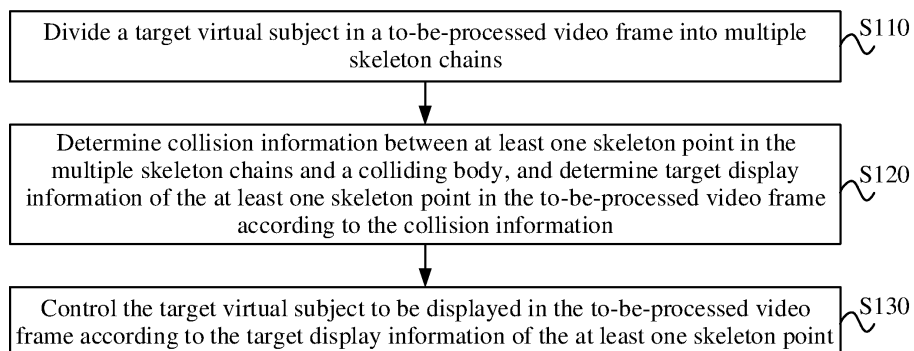 Divide a target virtual subject in a to-be-processed video frame into multiple
skeleton chains
S110
Determine collision information between at least one skeleton point in the
multiple skeleton chains and a colliding body, and determine target display
information of the at least one skeleton point in the to-be-processed video frame
according to the collision information
S120
Control the target virtual subject to be displayed in the to-be-processed video
frame according to the target display information of the at least one skeleton point
S130